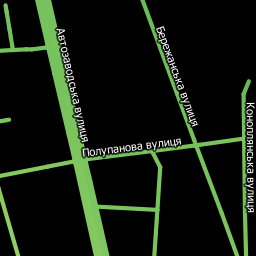 Автозаводська вулиця
Бережанська вулиця
Коноплянська вулиця
Полупанова вулиця